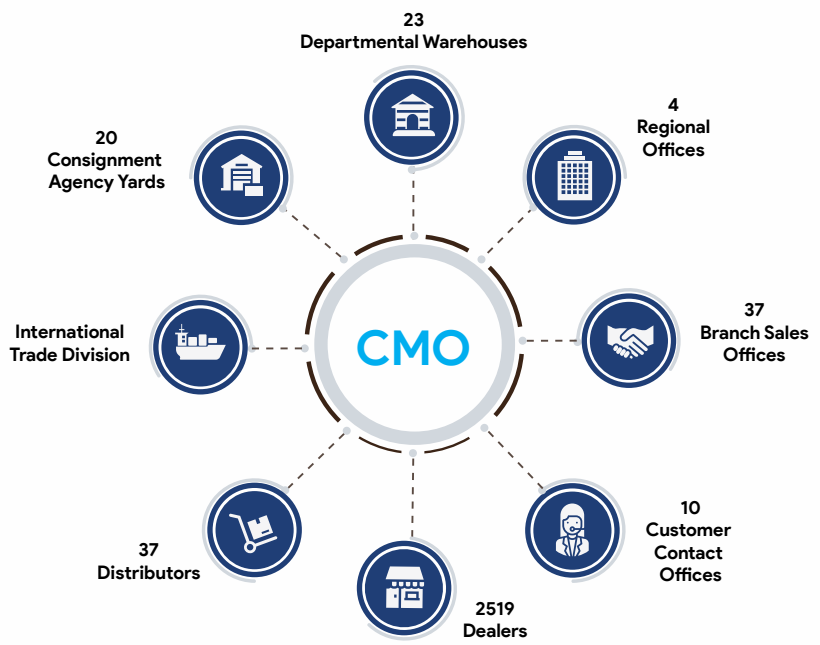 23
Departmental Warehouses
4
Regional
Offices
37
Branch Sales
Offices
10
Customer
Contact
Offices
2519
Dealers
37
Distributors
International
Trade Division
20
Consignment
Agency Yards
CMO